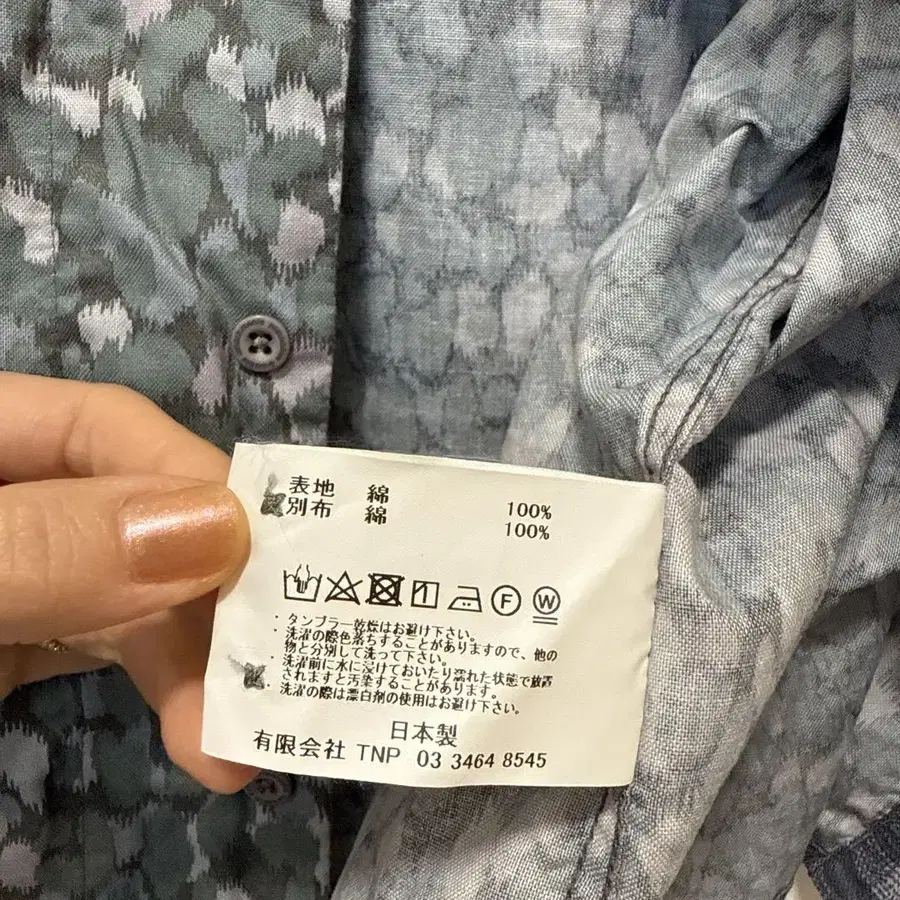 表地 綿 100%
別布 綿 100%
F W
・タンブラー乾燥はお避け下さい。
・洗濯の際色落ちすることがありますので、他の
物と分別して洗って下さい。
・洗濯前に水に浸けておいたり濡れた状態で放置
されますと汚染することがあります。
・洗濯の際は漂白剤の使用はお避け下さい。
日本製
有限会社 TNP 03 3464 8545